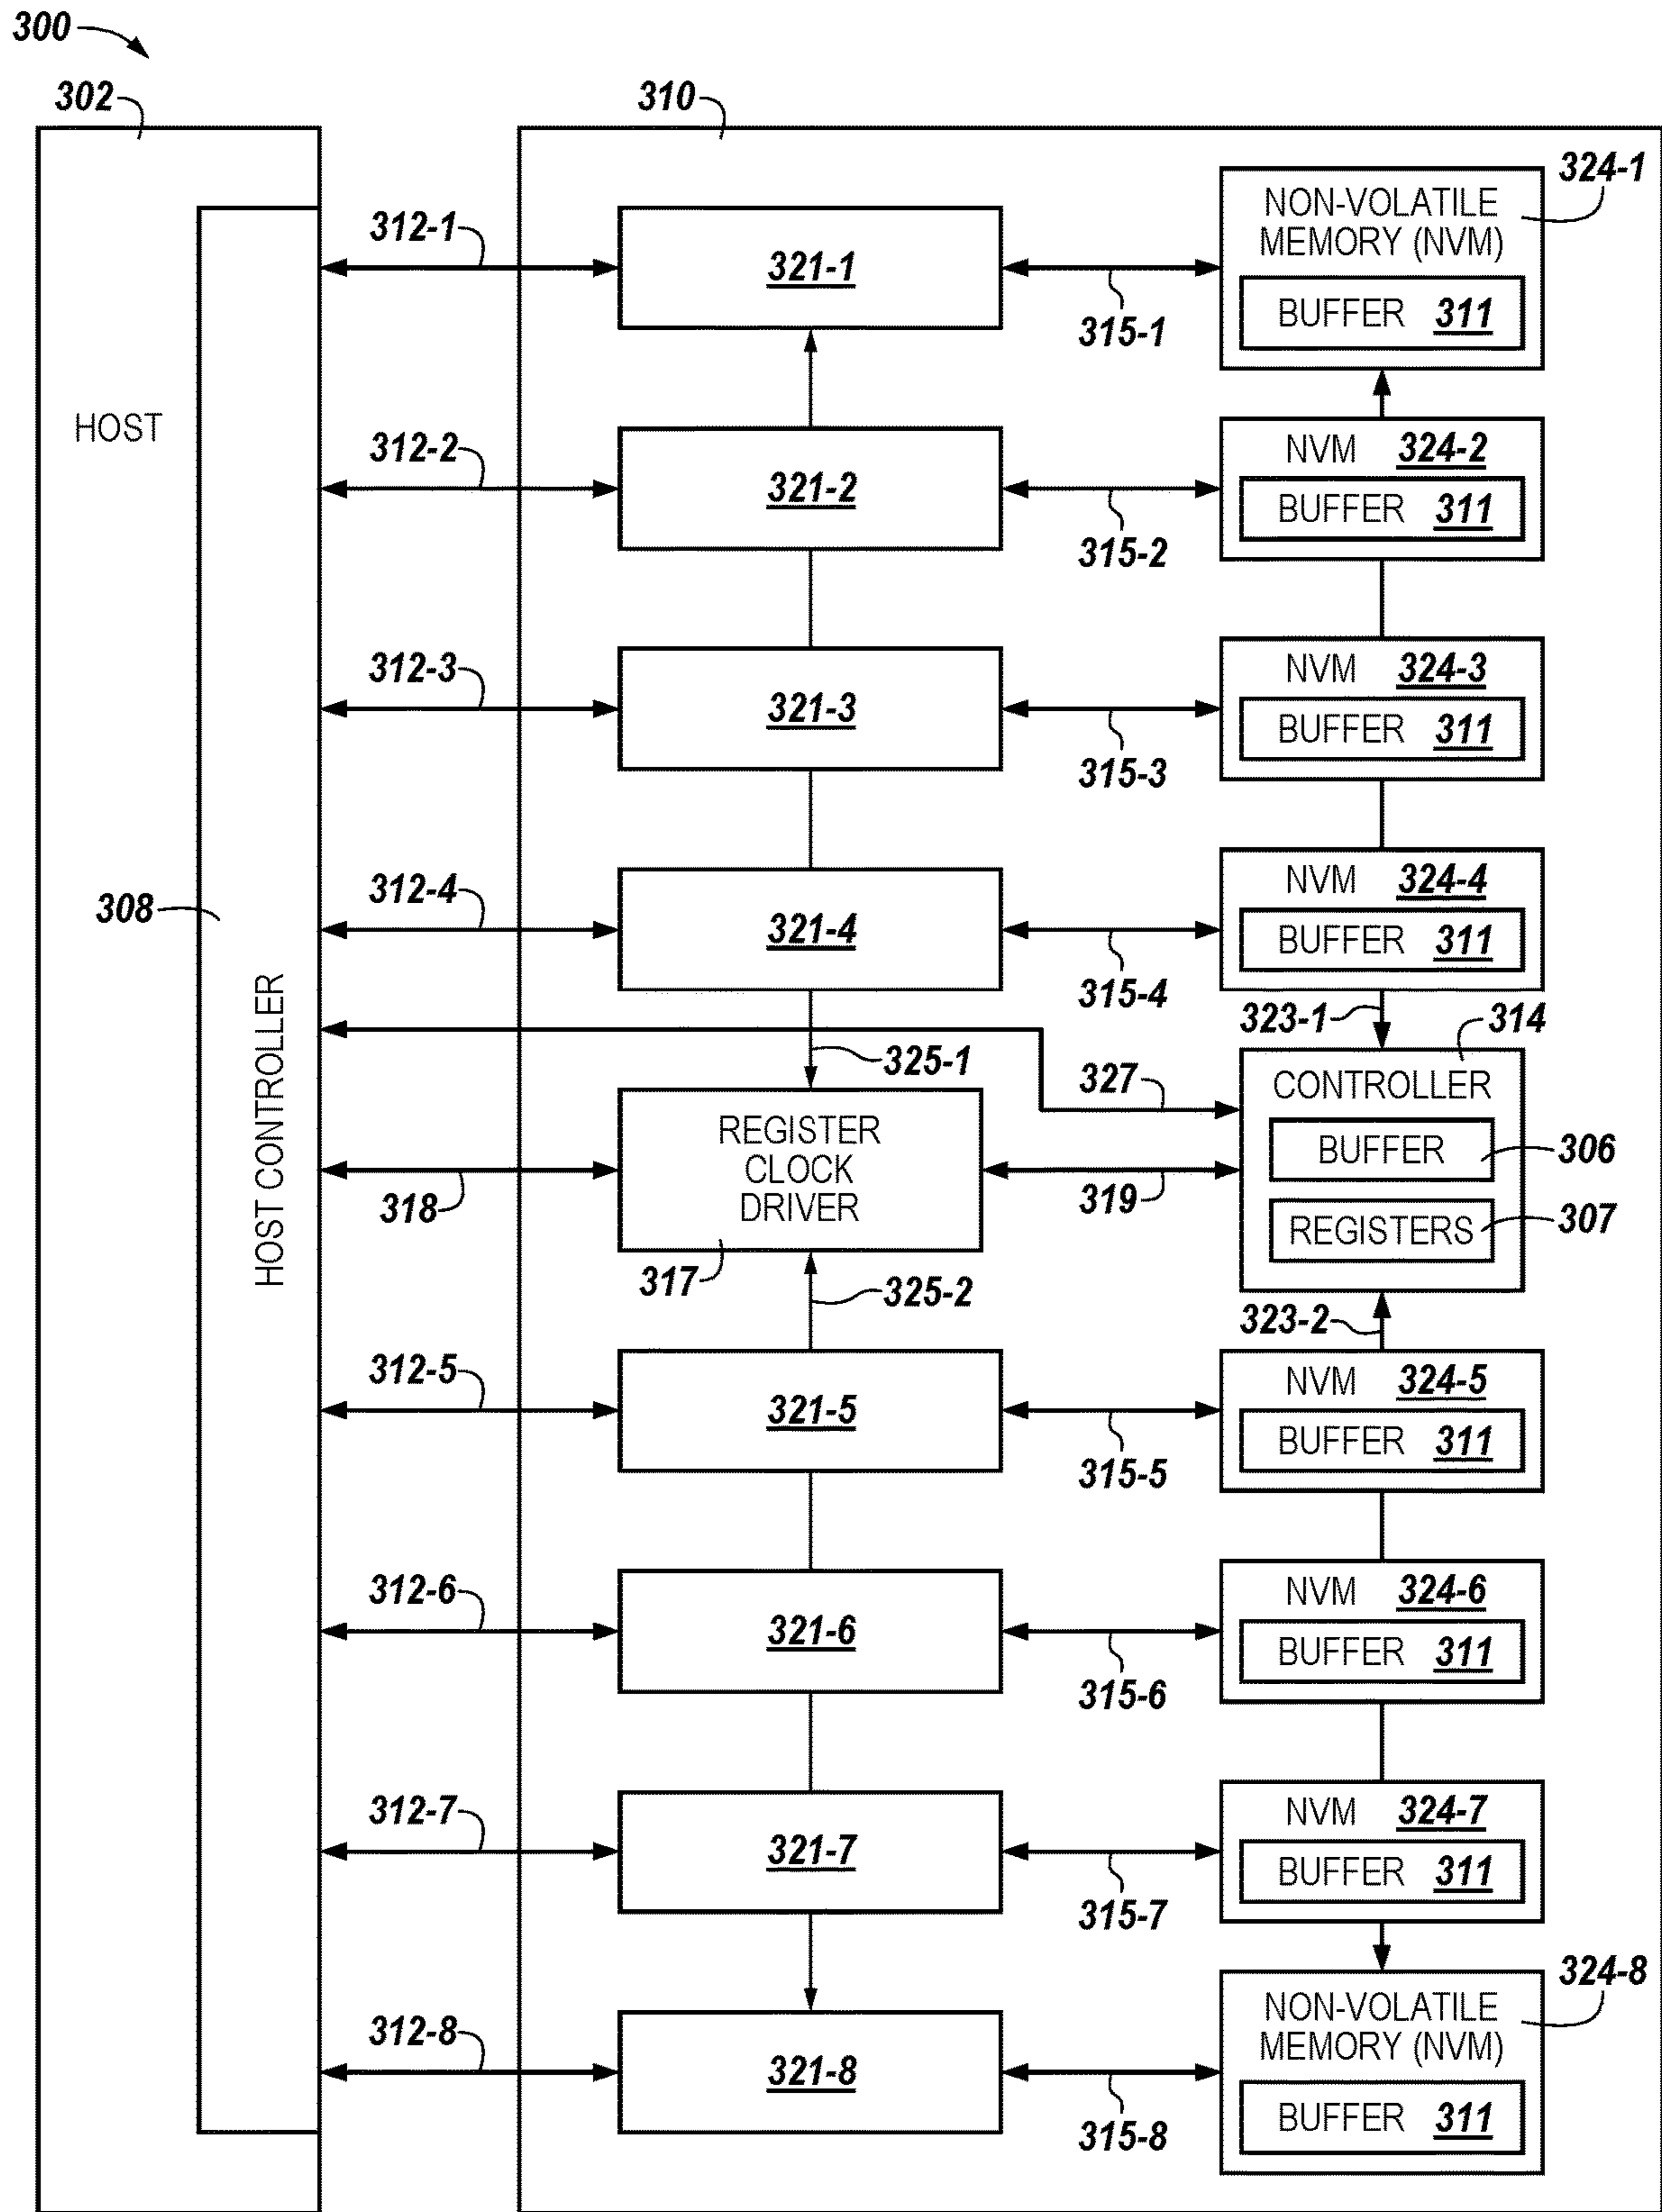 300
302
310
324-1
NON-VOLATILE
MEMORY (NVM)
312-1
321-1
315-1
BUFFER 311
HOST
312-2
NVM 324-2
321-2
BUFFER 311
315-2
312-3
NVM 324-3
321-3
BUFFER 311
315-3
312-4
NVM 324-4
308
321-4
BUFFER 311
315-4
HOST CONTROLLER
323-1
314
325-1
327
CONTROLLER
REGISTER
CLOCK
DRIVER
BUFFER
306
318
319
REGISTERS
307
317
325-2
323-2
312-5
NVM 324-5
321-5
BUFFER 311
315-5
312-6
NVM 324-6
321-6
BUFFER 311
315-6
312-7
NVM 324-7
321-7
BUFFER 311
315-7
324-8
NON-VOLATILE
MEMORY (NVM)
312-8
321-8
BUFFER 311
315-8